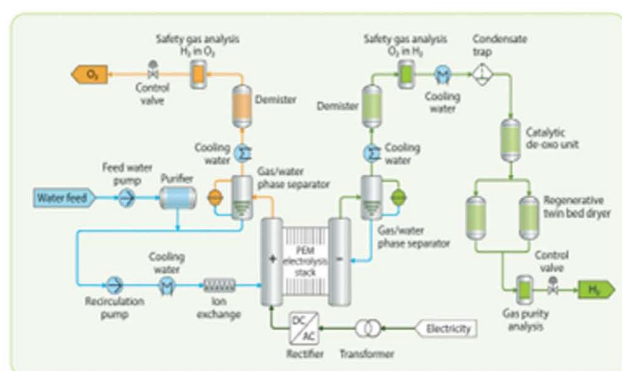 Safety gas analysis
H₂ in O₂
O₂
Control
valve
Demister
Cooling
water
Gas/water
phase separator
Feed water
pump
Purifier
Water feed
Cooling
water
Recirculation
pump
Ion
exchange
+
PEM
electrolysis
stack
−
DC
AC
Rectifier
Transformer
Electricity
Safety gas analysis
O₂ in H₂
Condensate
trap
Cooling
water
Demister
Cooling
water
Catalytic
de-oxo unit
Gas/water
phase separator
Regenerative
twin bed dryer
Control
valve
H₂
Gas purity
analysis